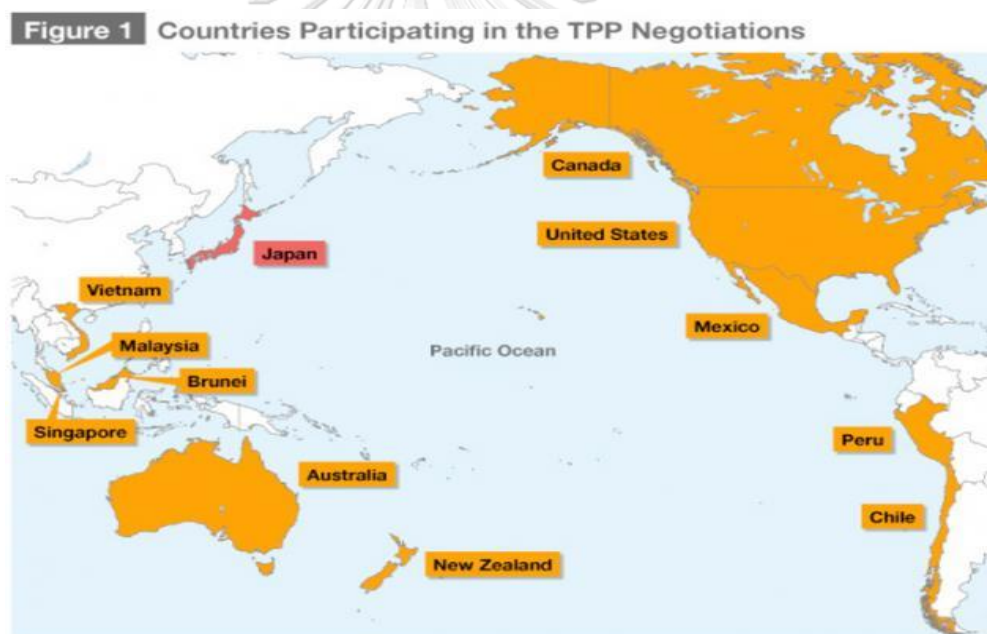 Figure 1 Countries Participating in the TPP Negotiations
Canada
United States
Japan
Vietnam
Mexico
Malaysia
Pacific Ocean
Brunei
Singapore
Peru
Australia
Chile
New Zealand